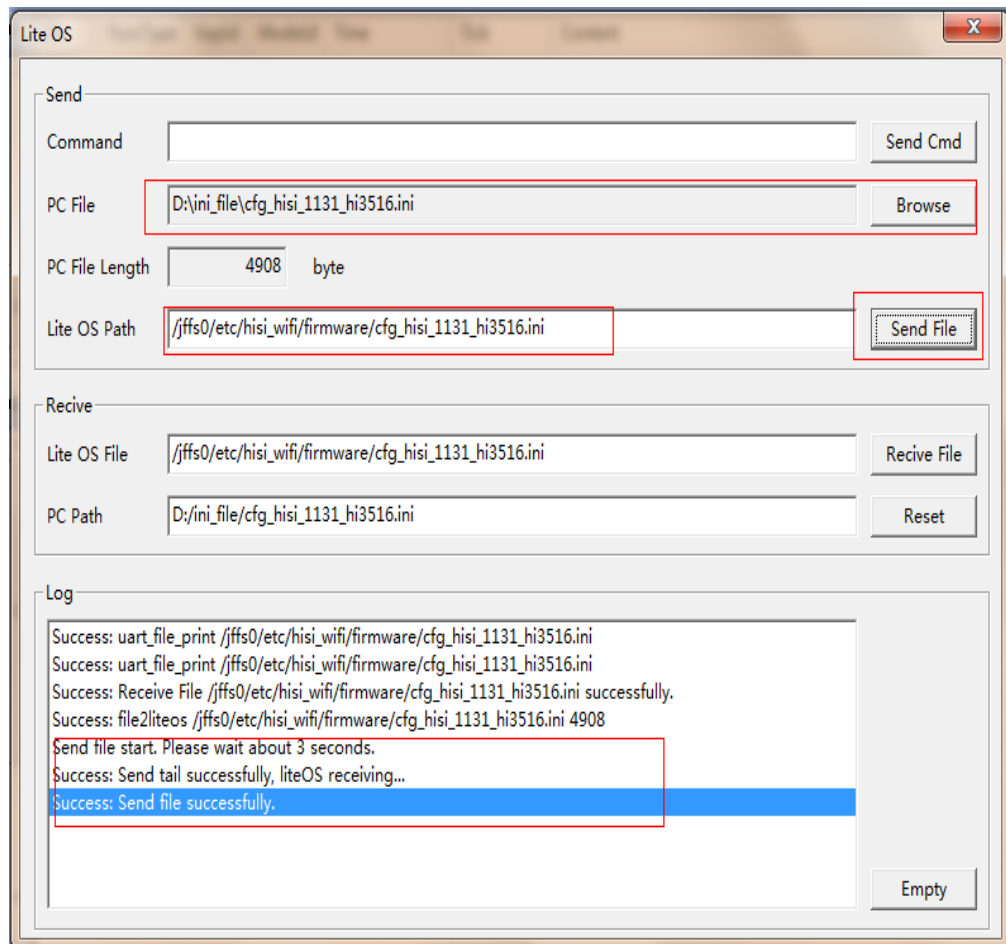 Lite OS
Send
Command Send Cmd
PC File D:\ini_file\cfg_hisi_1131_hi3516.ini Browse
PC File Length 4908 byte
Lite OS Path /jffs0/etc/hisi_wifi/firmware/cfg_hisi_1131_hi3516.ini Send File
Recive
Lite OS File /jffs0/etc/hisi_wifi/firmware/cfg_hisi_1131_hi3516.ini Recive File
PC Path D:/ini_file/cfg_hisi_1131_hi3516.ini Reset
Log
Success: uart_file_print /jffs0/etc/hisi_wifi/firmware/cfg_hisi_1131_hi3516.ini
Success: uart_file_print /jffs0/etc/hisi_wifi/firmware/cfg_hisi_1131_hi3516.ini
Success: Receive File /jffs0/etc/hisi_wifi/firmware/cfg_hisi_1131_hi3516.ini successfully.
Success: file2liteos /jffs0/etc/hisi_wifi/firmware/cfg_hisi_1131_hi3516.ini 4908
Send file start. Please wait about 3 seconds.
Success: Send tail successfully, liteOS receiving...
Success: Send file successfully.
Empty